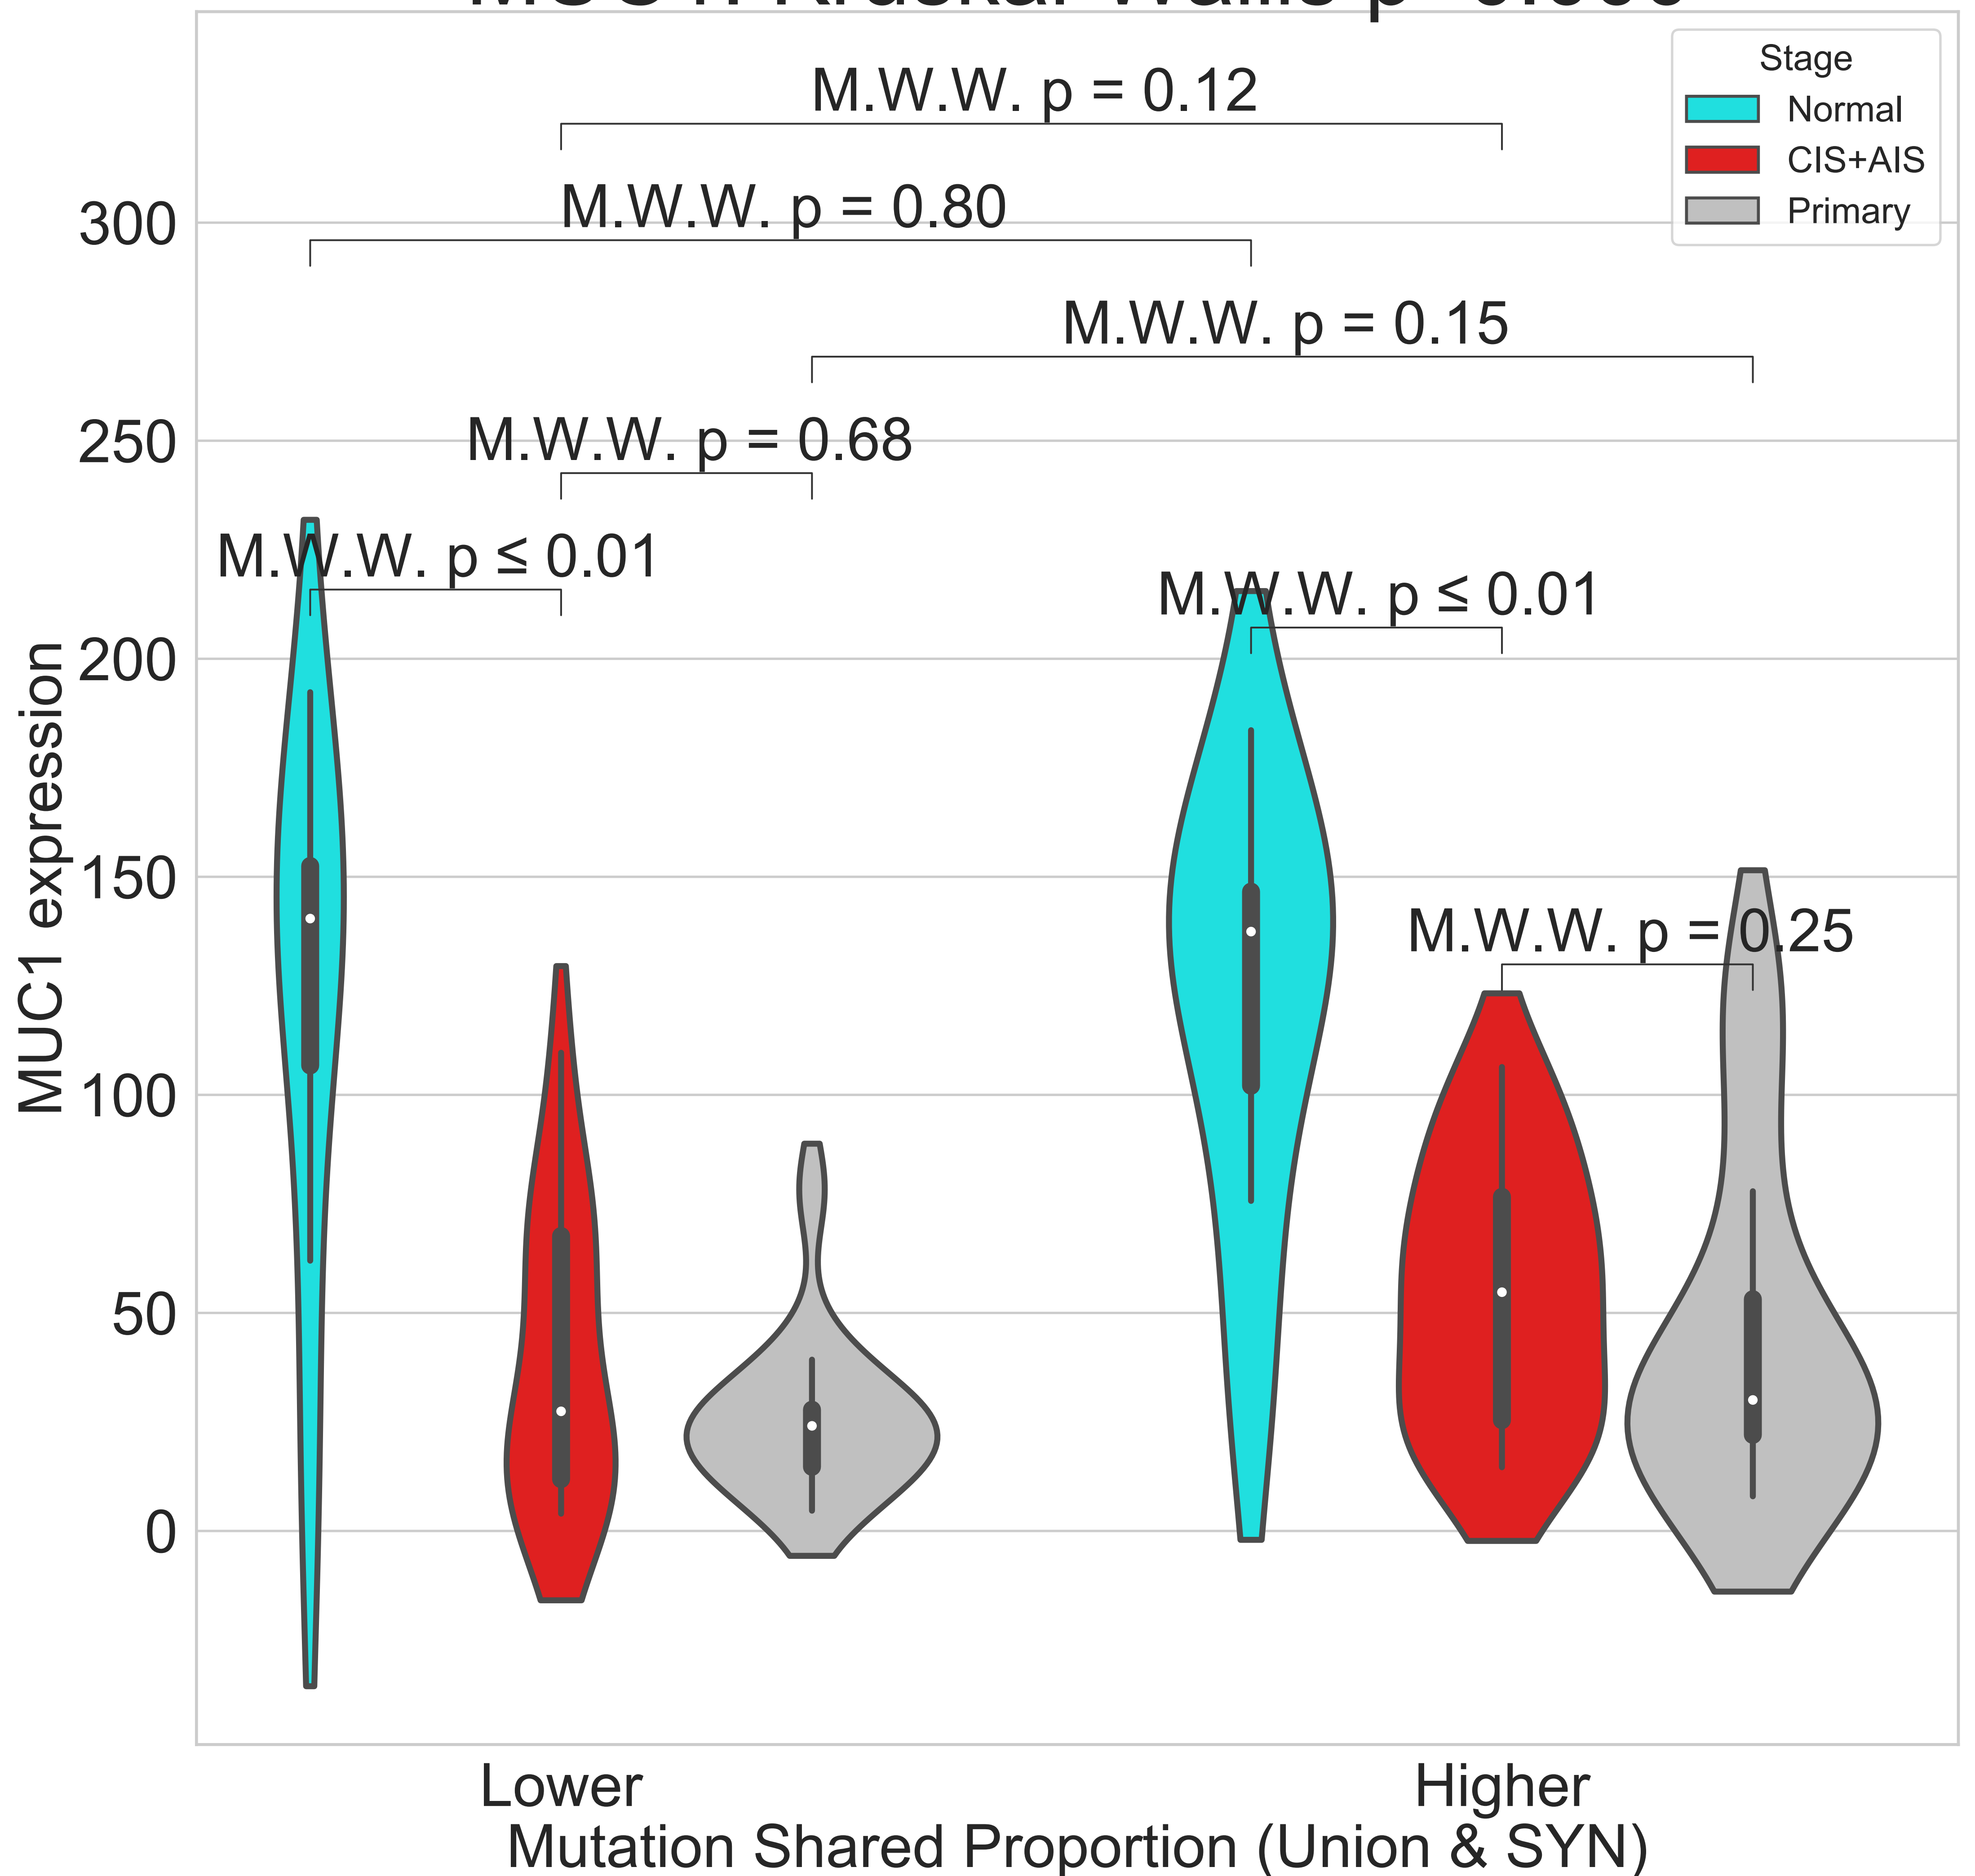 Stage
Normal
CIS+AIS
Primary
M.W.W. p = 0.12
M.W.W. p = 0.80
M.W.W. p = 0.15
M.W.W. p = 0.68
M.W.W. p ≤ 0.01
M.W.W. p ≤ 0.01
M.W.W. p = 0.25
MUC1 expression
300
250
200
150
100
50
0
Lower
Higher
Mutation Shared Proportion (Union & SYN)